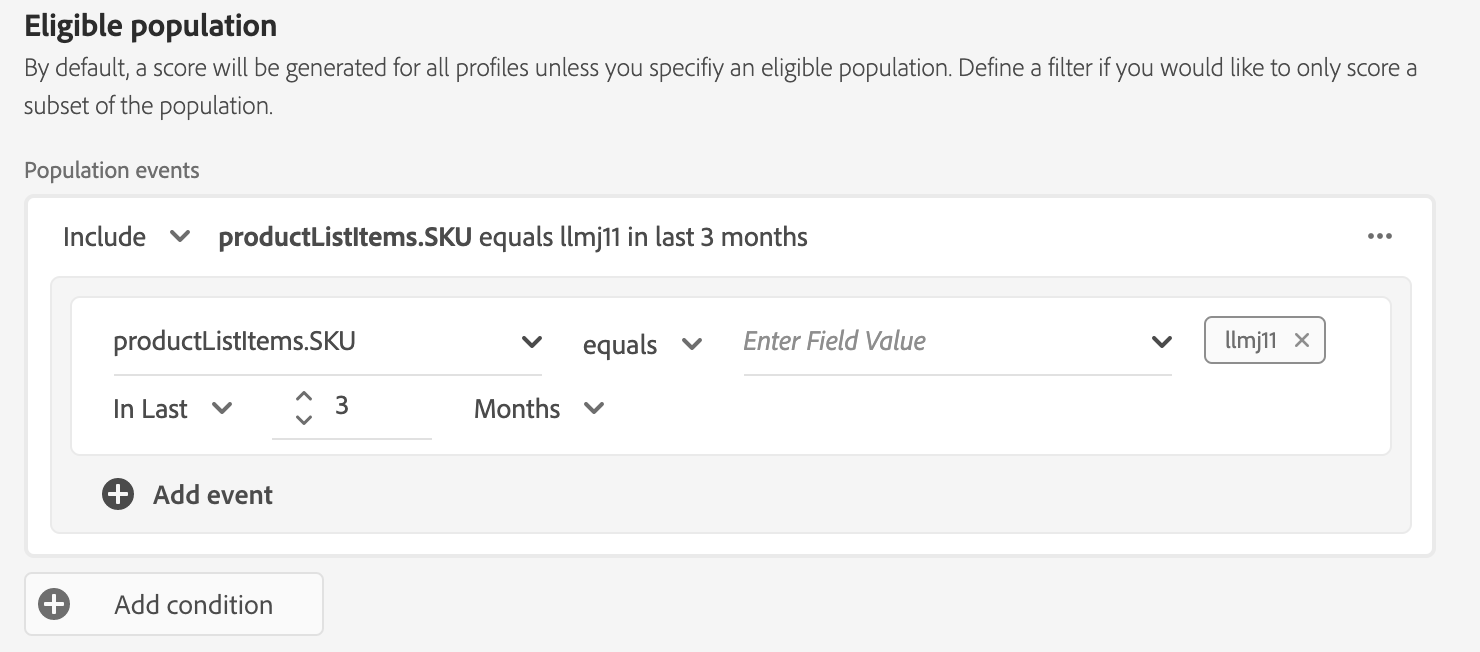 Eligible population
By default, a score will be generated for all profiles unless you specifiy an eligible population. Define a filter if you would like to only score a
subset of the population.
Population events
Include productListItems.SKU equals llmj11 in last 3 months
productListItems.SKU equals Enter Field Value llmj11
In Last 3 Months
Add event
Add condition